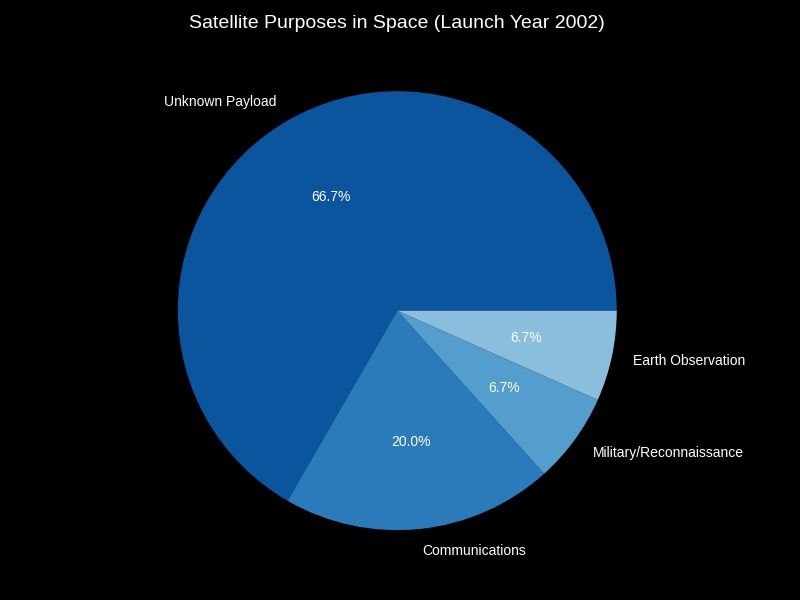 Satellite Purposes in Space (Launch Year 2002)
Unknown Payload
66.7%
6.7%
Earth Observation
6.7%
20.0%
Military/Reconnaissance
Communications